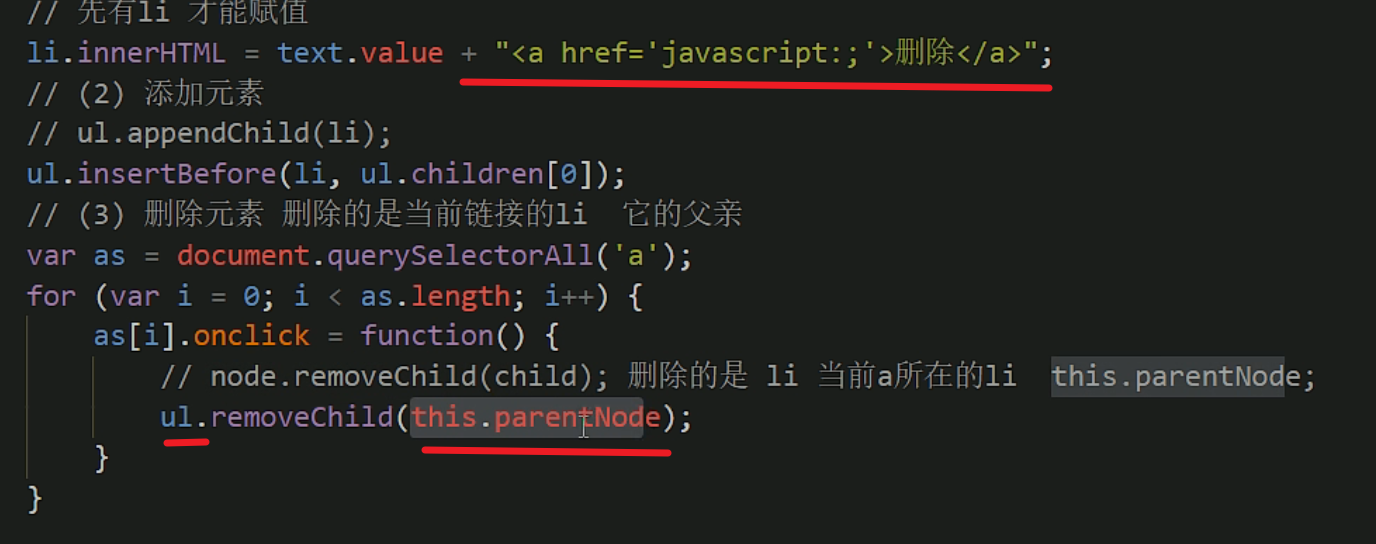 // 先有li 才能赋值
li.innerHTML = text.value + "<a href='javascript:;'>删除</a>";
// (2) 添加元素
// ul.appendChild(li);
ul.insertBefore(li, ul.children[0]);
// (3) 删除元素 删除的是当前链接的li  它的父亲
var as = document.querySelectorAll('a');
for (var i = 0; i < as.length; i++) {
    as[i].onclick = function() {
        // node.removeChild(child); 删除的是 li 当前a所在的li  this.parentNode;
        ul.removeChild(this.parentNode);
    }
}